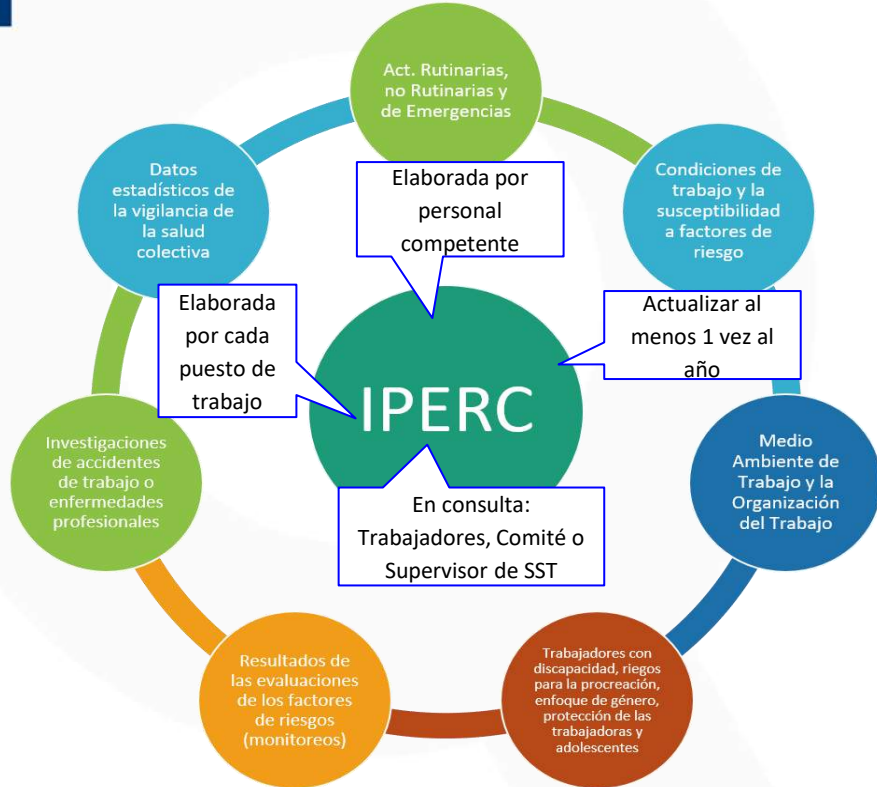 Act. Rutinarias,
no Rutinarias y
de Emergencias
Condiciones de
trabajo y la
susceptibilidad
a factores de
riesgo
Medio
Ambiente de
Trabajo y la
Organización
del Trabajo
Trabajadores con
discapacidad, riegos
para la procreación,
enfoque de género,
protección de las
trabajadoras y
adolescentes
Resultados de
las evaluaciones
de los factores
de riesgos
(monitoreos)
Investigaciones
de accidentes
de trabajo o
enfermedades
profesionales
Datos
estadísticos de
la vigilancia de
la salud
colectiva
Elaborada por
personal
competente
Elaborada
por cada
puesto de
trabajo
Actualizar al
menos 1 vez al
año
IPERC
En consulta:
Trabajadores, Comité o
Supervisor de SST